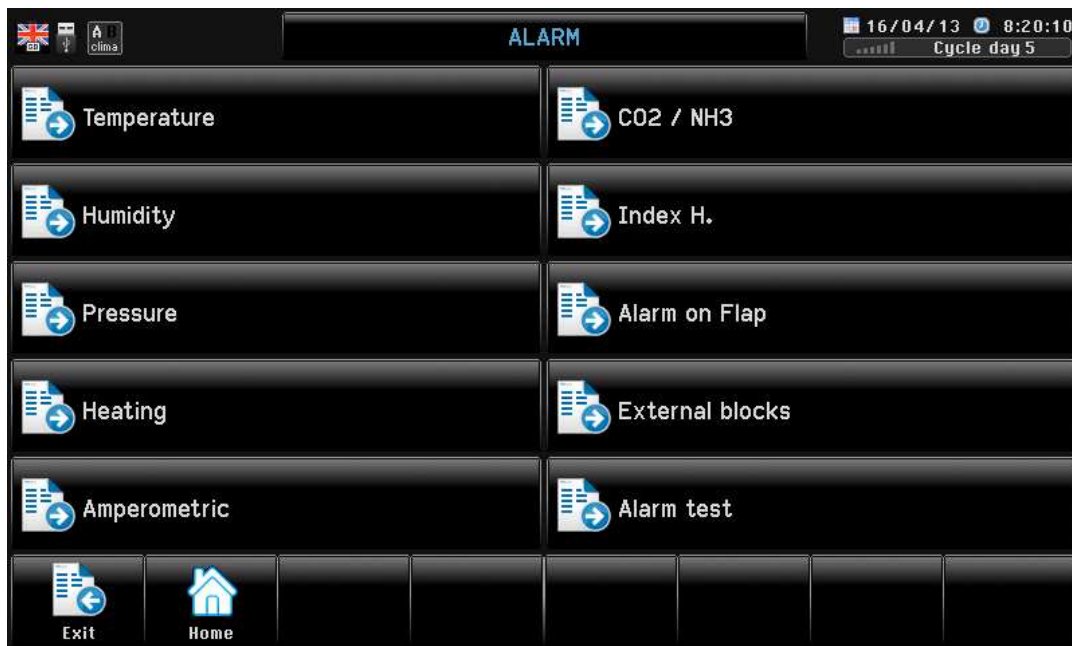 GB
A B
clima
ALARM
16/04/13 8:20:10
Cycle day 5
Temperature
CO2 / NH3
Humidity
Index H.
Pressure
Alarm on Flap
Heating
External blocks
Amperometric
Alarm test
Exit
Home